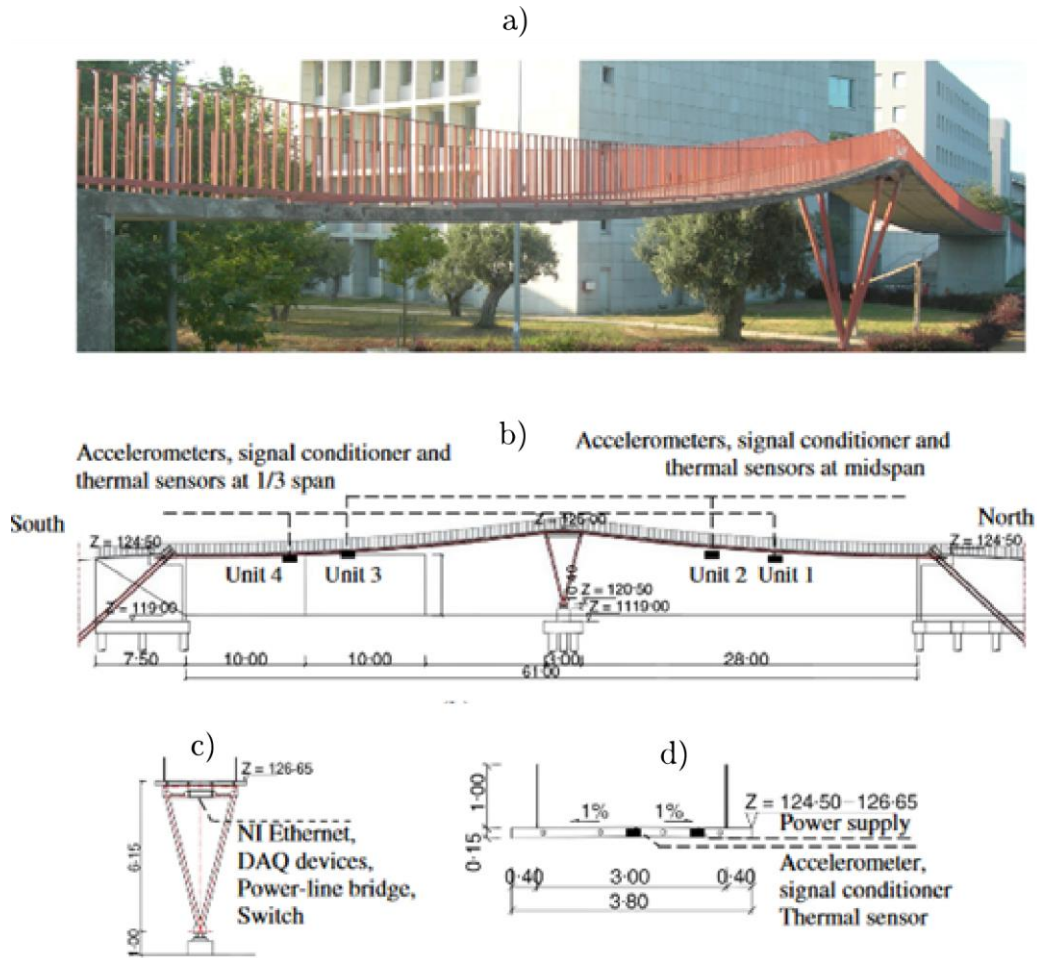 a)
b)
Accelerometers, signal conditioner and
thermal sensors at 1/3 span
Accelerometers, signal conditioner and
thermal sensors at midspan
South
North
Z = 124·50
Z = 124·50
Unit 4
Unit 3
Unit 2
Unit 1
Z = 120·50
Z = 119·00
Z = 1119·00
7·50
10·00
10·00
28·00
61·00
c)
Z = 126·65
6·15
1·00
NI Ethernet,
DAQ devices,
Power-line bridge,
Switch
d)
1·00
0·15
1%
1%
Z = 124·50–126·65
Power supply
Accelerometer,
signal conditioner
Thermal sensor
0·40
3·00
0·40
3·80